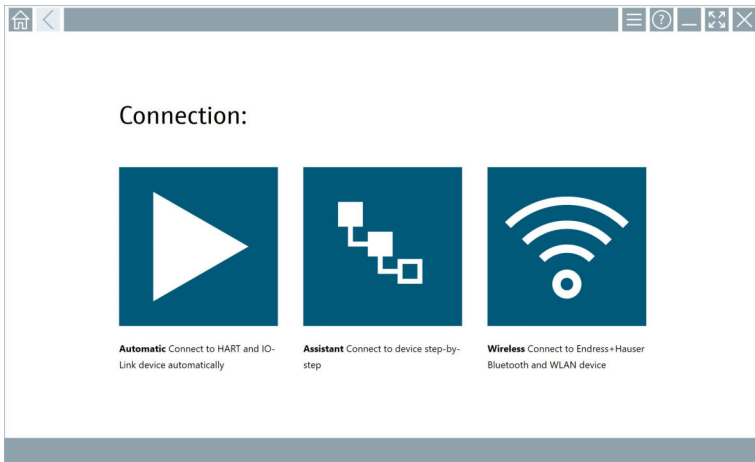 ?
Connection:
Automatic Connect to HART and IO-
Link device automatically
Assistant Connect to device step-by-
step
Wireless Connect to Endress+Hauser
Bluetooth and WLAN device